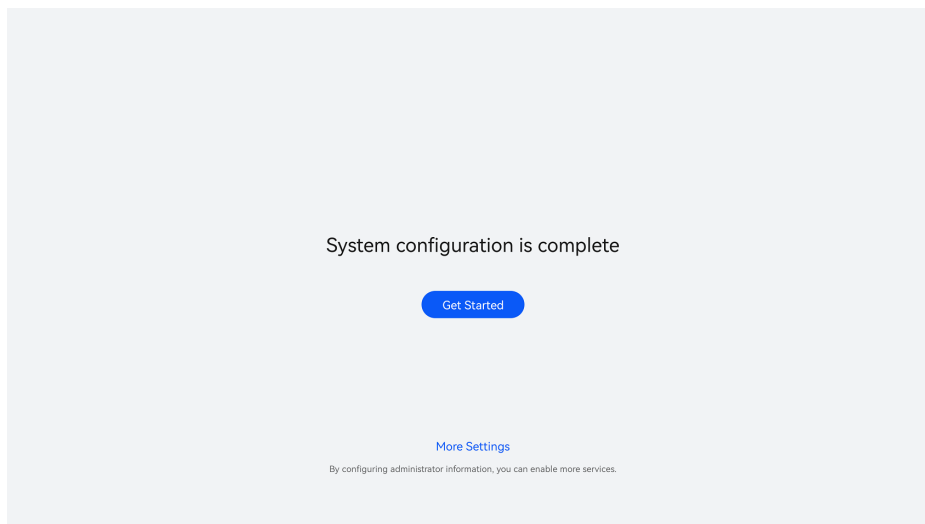 System configuration is complete
Get Started
More Settings
By configuring administrator information, you can enable more services.